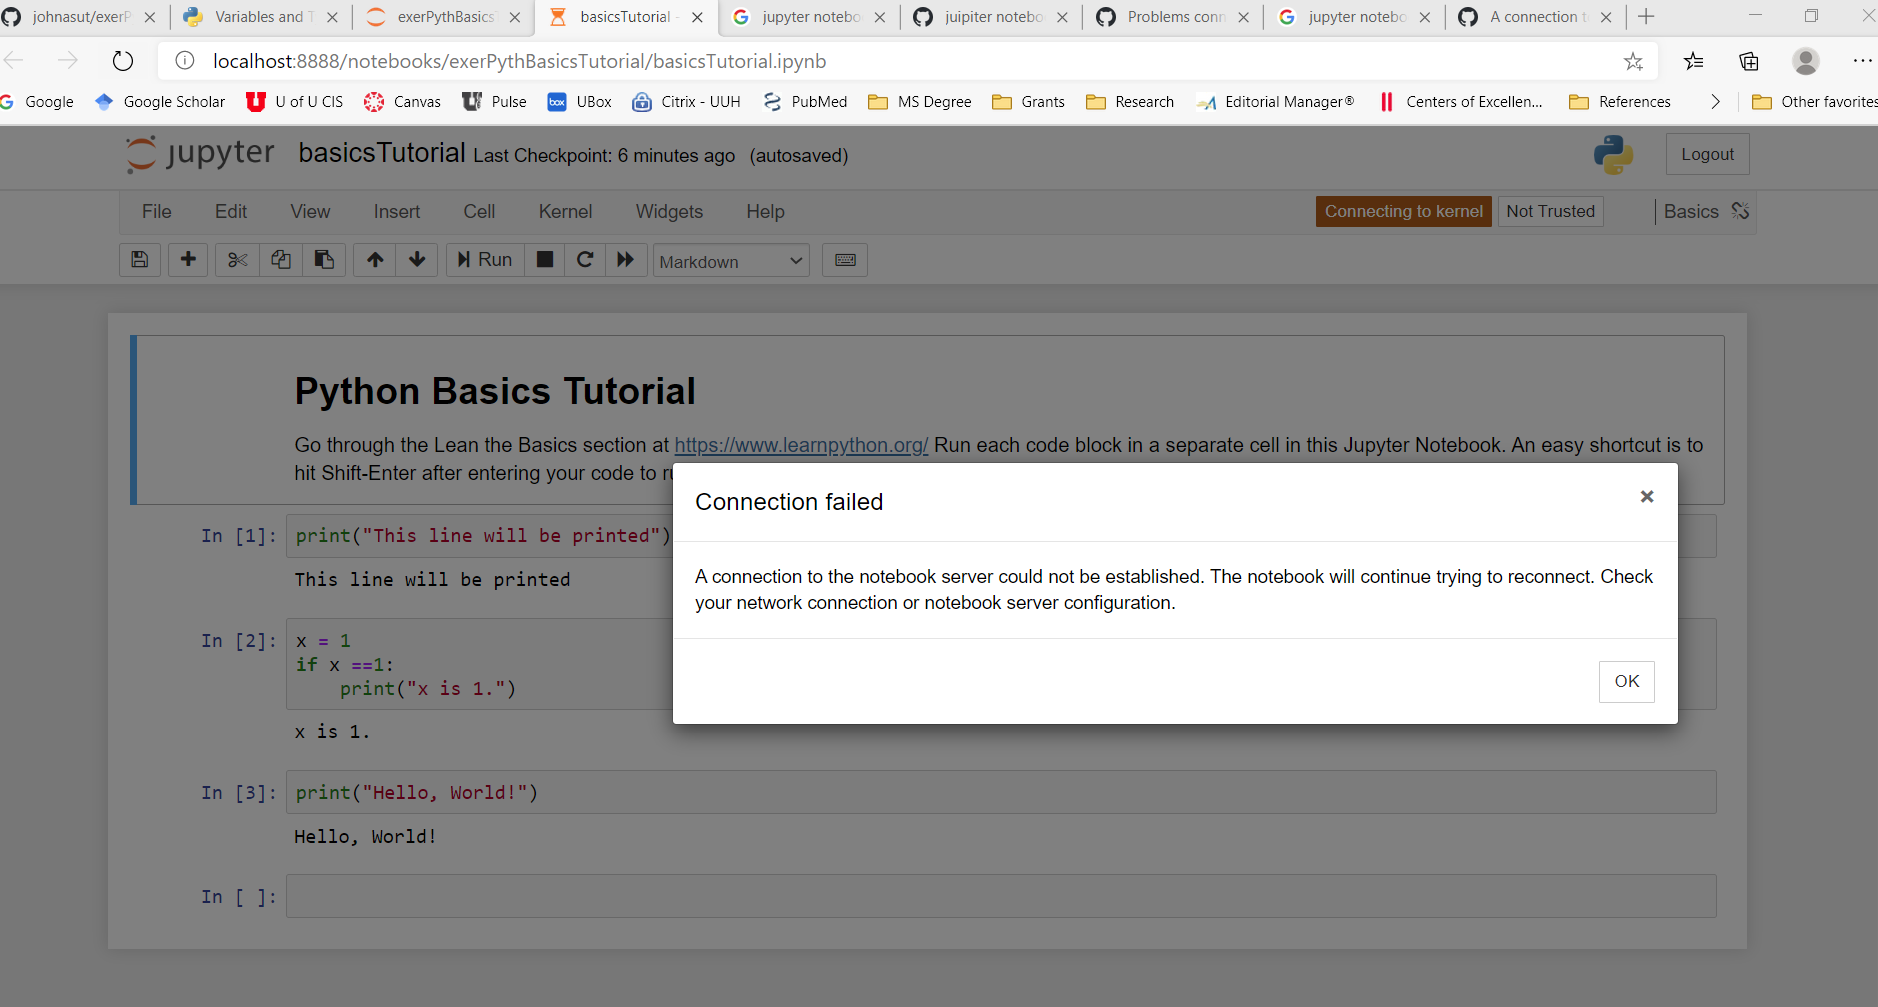 johnasut/exerP
Variables and T
exerPythBasics
basicsTutorial -
jupyter notebo
juipiter notebo
Problems conn
jupyter notebo
A connection t
localhost:8888/notebooks/exerPythBasicsTutorial/basicsTutorial.ipynb
Google Google Scholar U of U CIS Canvas Pulse UBox Citrix - UUH PubMed MS Degree Grants Research Editorial Manager® Centers of Excellen... References Other favorites
jupyter basicsTutorial Last Checkpoint: 6 minutes ago (autosaved) Logout
File Edit View Insert Cell Kernel Widgets Help Connecting to kernel Not Trusted Basics
Run Markdown
Python Basics Tutorial
Go through the Lean the Basics section at https://www.learnpython.org/ Run each code block in a separate cell in this Jupyter Notebook. An easy shortcut is to
hit Shift-Enter after entering your code to ru
Connection failed
A connection to the notebook server could not be established. The notebook will continue trying to reconnect. Check
your network connection or notebook server configuration.
OK
In [1]: print("This line will be printed")
This line will be printed
In [2]: x = 1
if x ==1:
    print("x is 1.")
x is 1.
In [3]: print("Hello, World!")
Hello, World!
In [ ]: